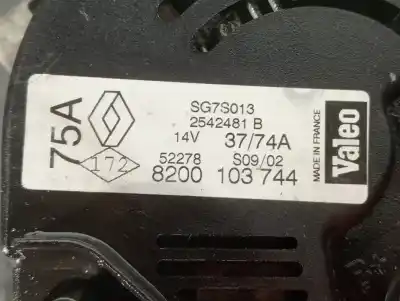 75A
172
SG7S013
2542481 B
14V 37/74A
52278 S09/02
8200 103 744
MADE IN FRANCE
Valeo